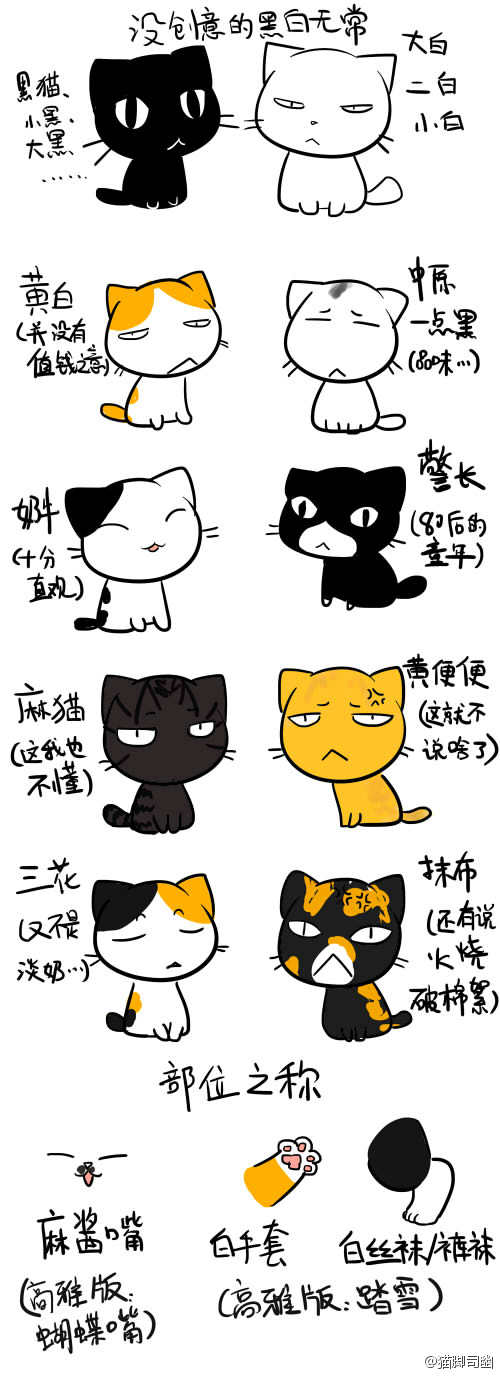 没创意的黑白无常
黑猫、
小黑、
大黑
......
大白
二白
小白
黄白
(并没有
值钱之意)
中原
一点黑
(80味…)
奶牛
(十分
直观)
警长
(80后的
童年)
麻猫
(这我也
不懂)
黄便便
(这就不
说啥了)
三花
(又不是
淡奶…)
抹布
(还有说
火烧
破棉絮)
部位之称
麻酱嘴
(高雅版:
蝴蝶嘴)
白手套
(高雅版:踏雪)
白丝袜/裤袜
@猫脚司幽